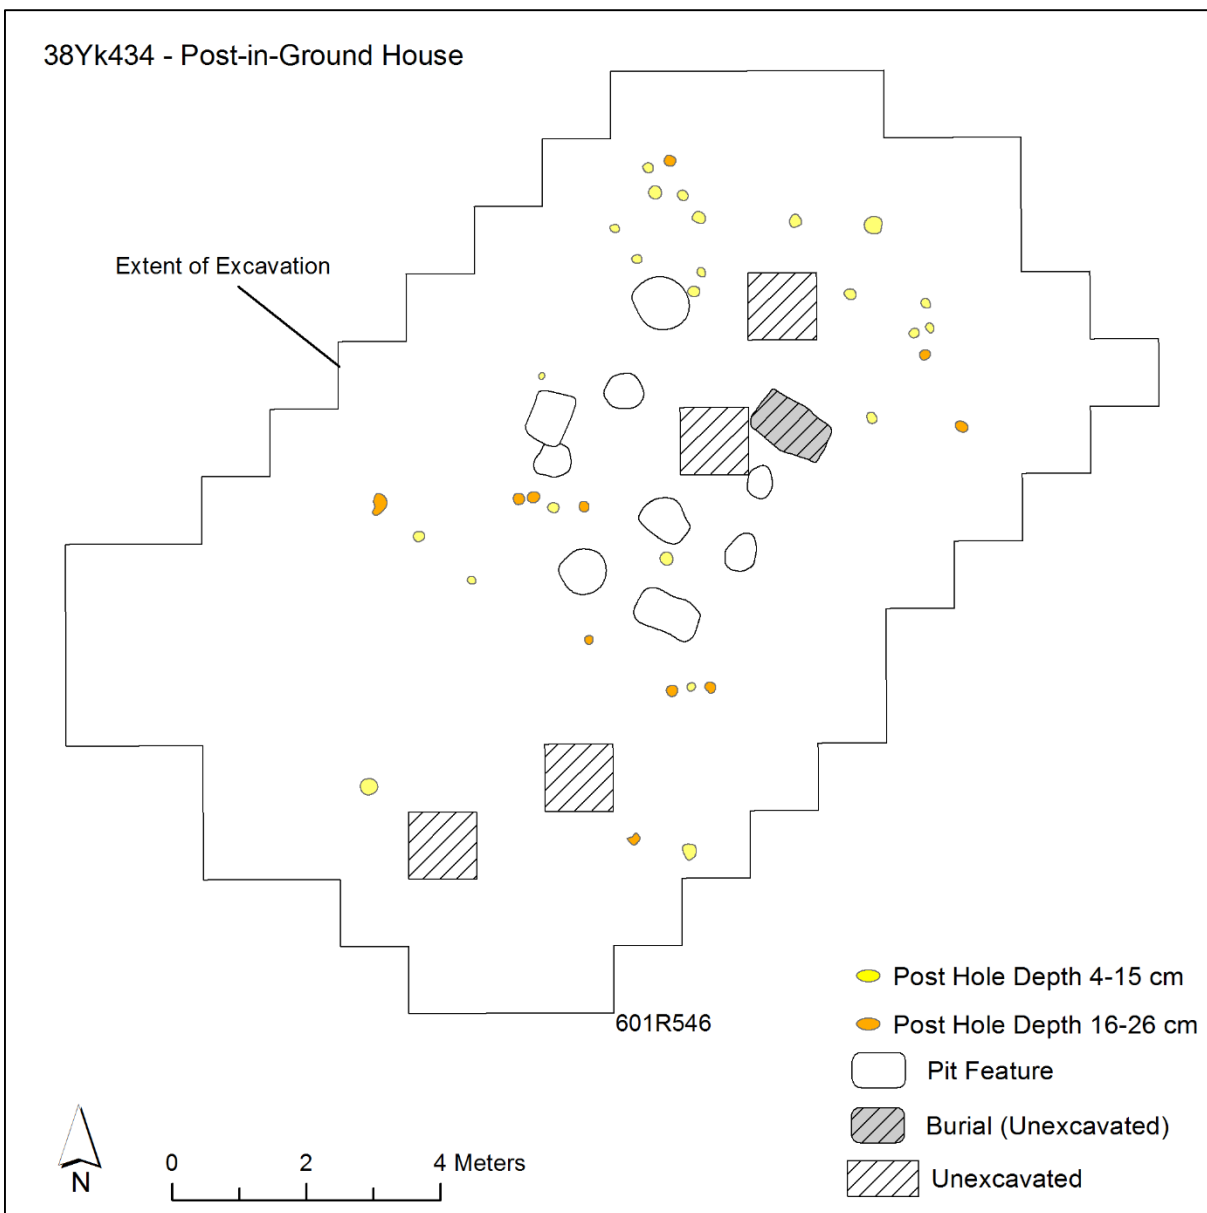 38Yk434 - Post-in-Ground House
Extent of Excavation
601R546
Post Hole Depth 4-15 cm
Post Hole Depth 16-26 cm
Pit Feature
Burial (Unexcavated)
Unexcavated
N
0 2 4 Meters